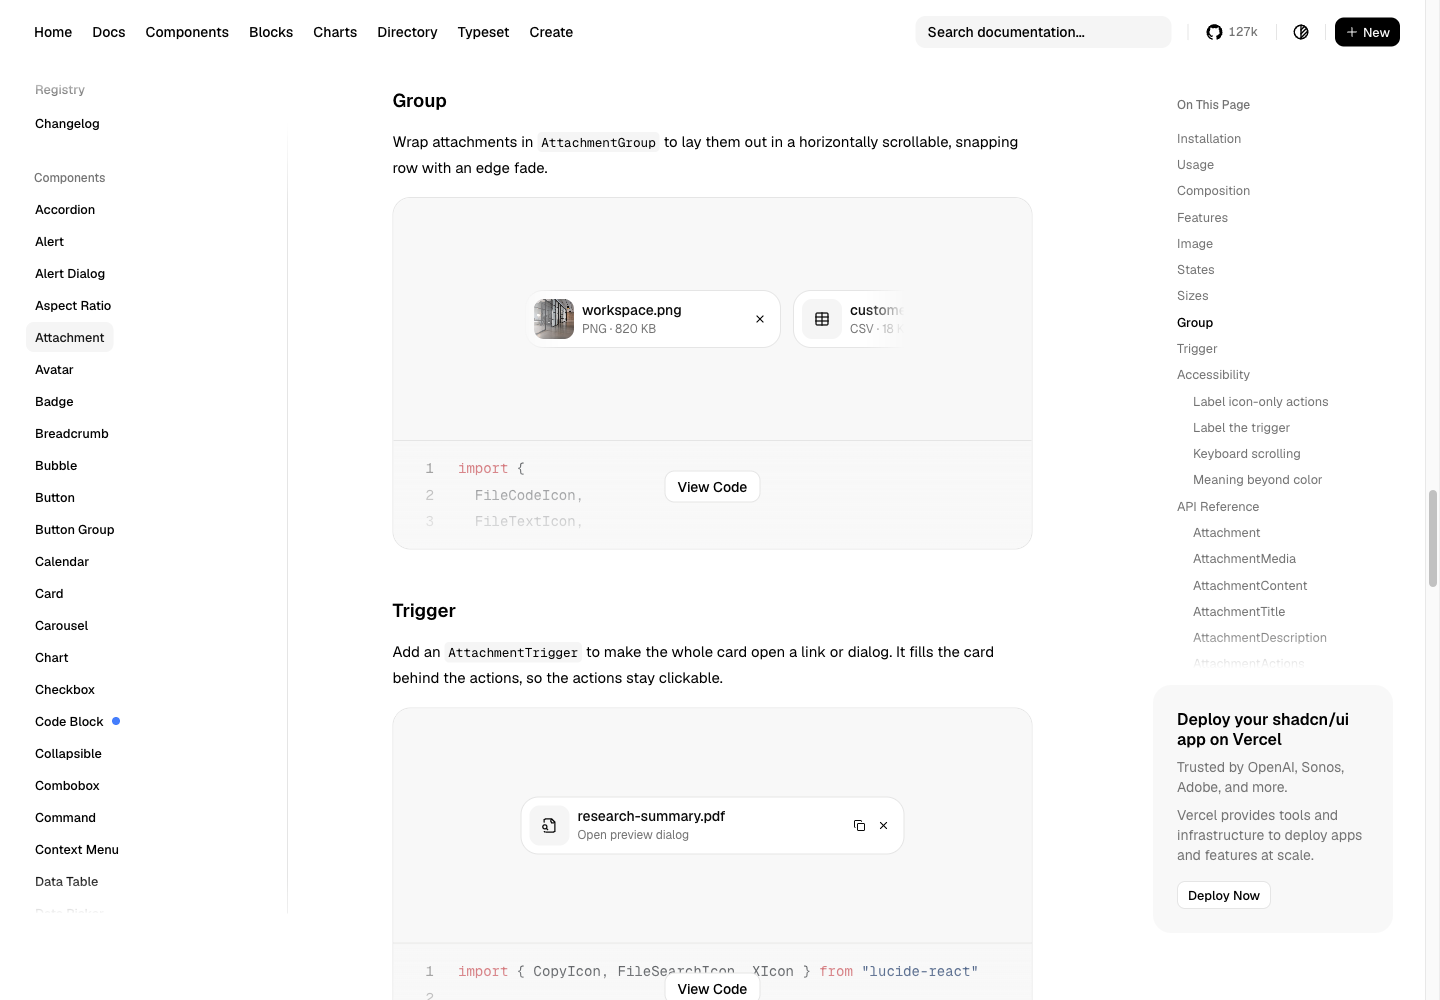 Home Docs Components Blocks Charts Directory Typeset Create
Search documentation...
127k
New
Registry
Changelog
Components
Accordion
Alert
Alert Dialog
Aspect Ratio
Attachment
Avatar
Badge
Breadcrumb
Bubble
Button
Button Group
Calendar
Card
Carousel
Chart
Checkbox
Code Block
Collapsible
Combobox
Command
Context Menu
Data Table
Group
Wrap attachments in AttachmentGroup to lay them out in a horizontally scrollable, snapping
row with an edge fade.
workspace.png
PNG · 820 KB
custome
CSV · 18 K
1 import {
2 FileCodeIcon,
3 FileTextIcon,
View Code
Trigger
Add an AttachmentTrigger to make the whole card open a link or dialog. It fills the card
behind the actions, so the actions stay clickable.
research-summary.pdf
Open preview dialog
1 import { CopyIcon, FileSearchIcon, XIcon } from "lucide-react"
2
View Code
On This Page
Installation
Usage
Composition
Features
Image
States
Sizes
Group
Trigger
Accessibility
Label icon-only actions
Label the trigger
Keyboard scrolling
Meaning beyond color
API Reference
Attachment
AttachmentMedia
AttachmentContent
AttachmentTitle
AttachmentDescription
AttachmentActions
Deploy your shadcn/ui
app on Vercel
Trusted by OpenAI, Sonos,
Adobe, and more.
Vercel provides tools and
infrastructure to deploy apps
and features at scale.
Deploy Now